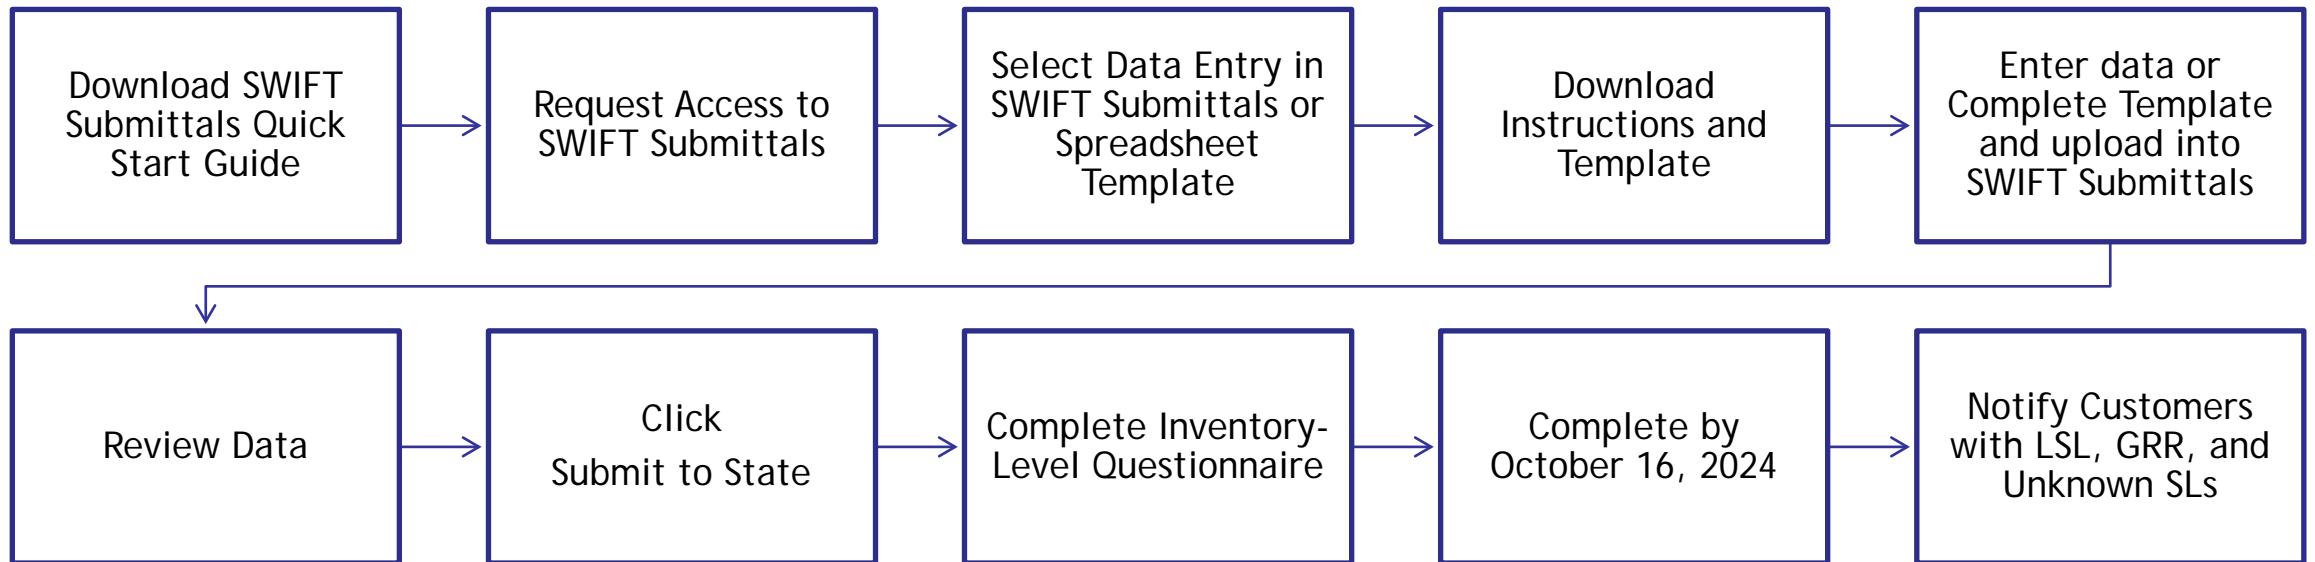 Download SWIFT
Submittals Quick
Start Guide
Request Access to
SWIFT Submittals
Select Data Entry in
SWIFT Submittals or
Spreadsheet
Template
Download
Instructions and
Template
Enter data or
Complete Template
and upload into
SWIFT Submittals
Review Data
Click
Submit to State
Complete Inventory-
Level Questionnaire
Complete by
October 16, 2024
Notify Customers
with LSL, GRR, and
Unknown SLs